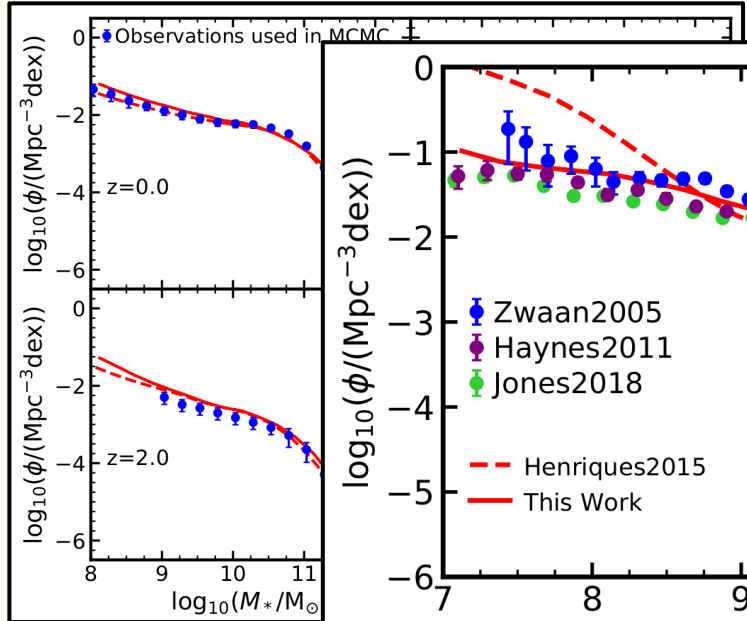 0
Observations used in MCMC
−2
z=0.0
−4
−6
log₁₀(ϕ/(Mpc⁻³dex))
0
−2
z=2.0
−4
−6
log₁₀(ϕ/(Mpc⁻³dex))
8 9 10 11
log₁₀(M*/M⊙
0
−1
−2
−3
−4
−5
−6
log₁₀(ϕ/(Mpc⁻³dex))
Zwaan2005
Haynes2011
Jones2018
Henriques2015
This Work
7 8 9